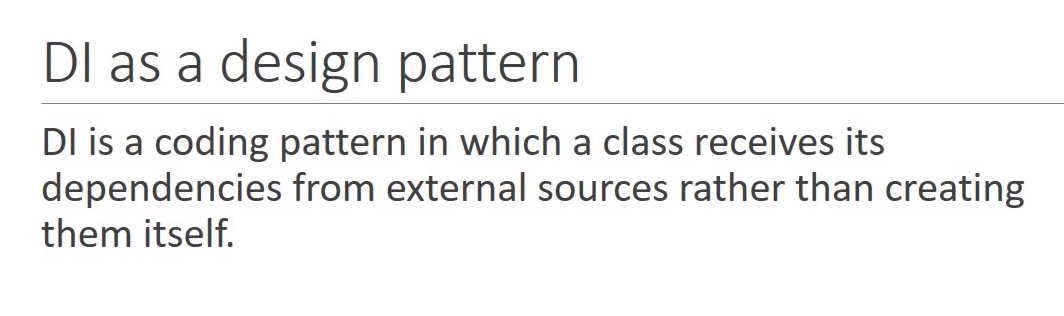 DI as a design pattern
DI is a coding pattern in which a class receives its
dependencies from external sources rather than creating
them itself.